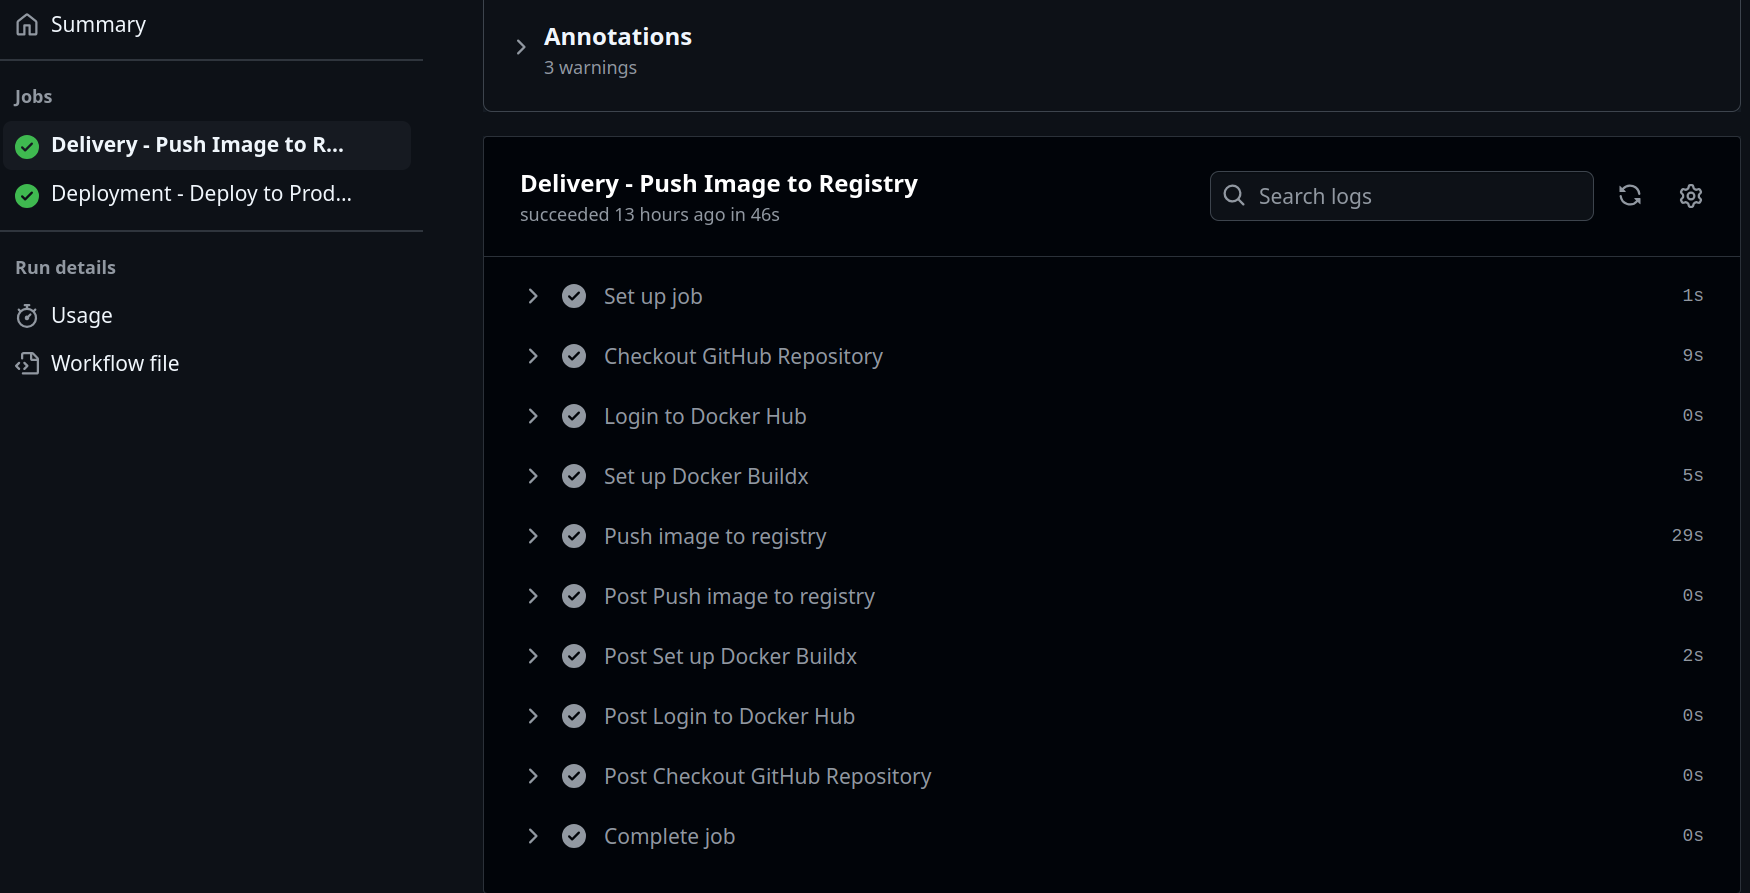 Summary
Jobs
Delivery - Push Image to R...
Deployment - Deploy to Prod...
Run details
Usage
Workflow file
Annotations
3 warnings
Delivery - Push Image to Registry
succeeded 13 hours ago in 46s
Search logs
Set up job 1s
Checkout GitHub Repository 9s
Login to Docker Hub 0s
Set up Docker Buildx 5s
Push image to registry 29s
Post Push image to registry 0s
Post Set up Docker Buildx 2s
Post Login to Docker Hub 0s
Post Checkout GitHub Repository 0s
Complete job 0s